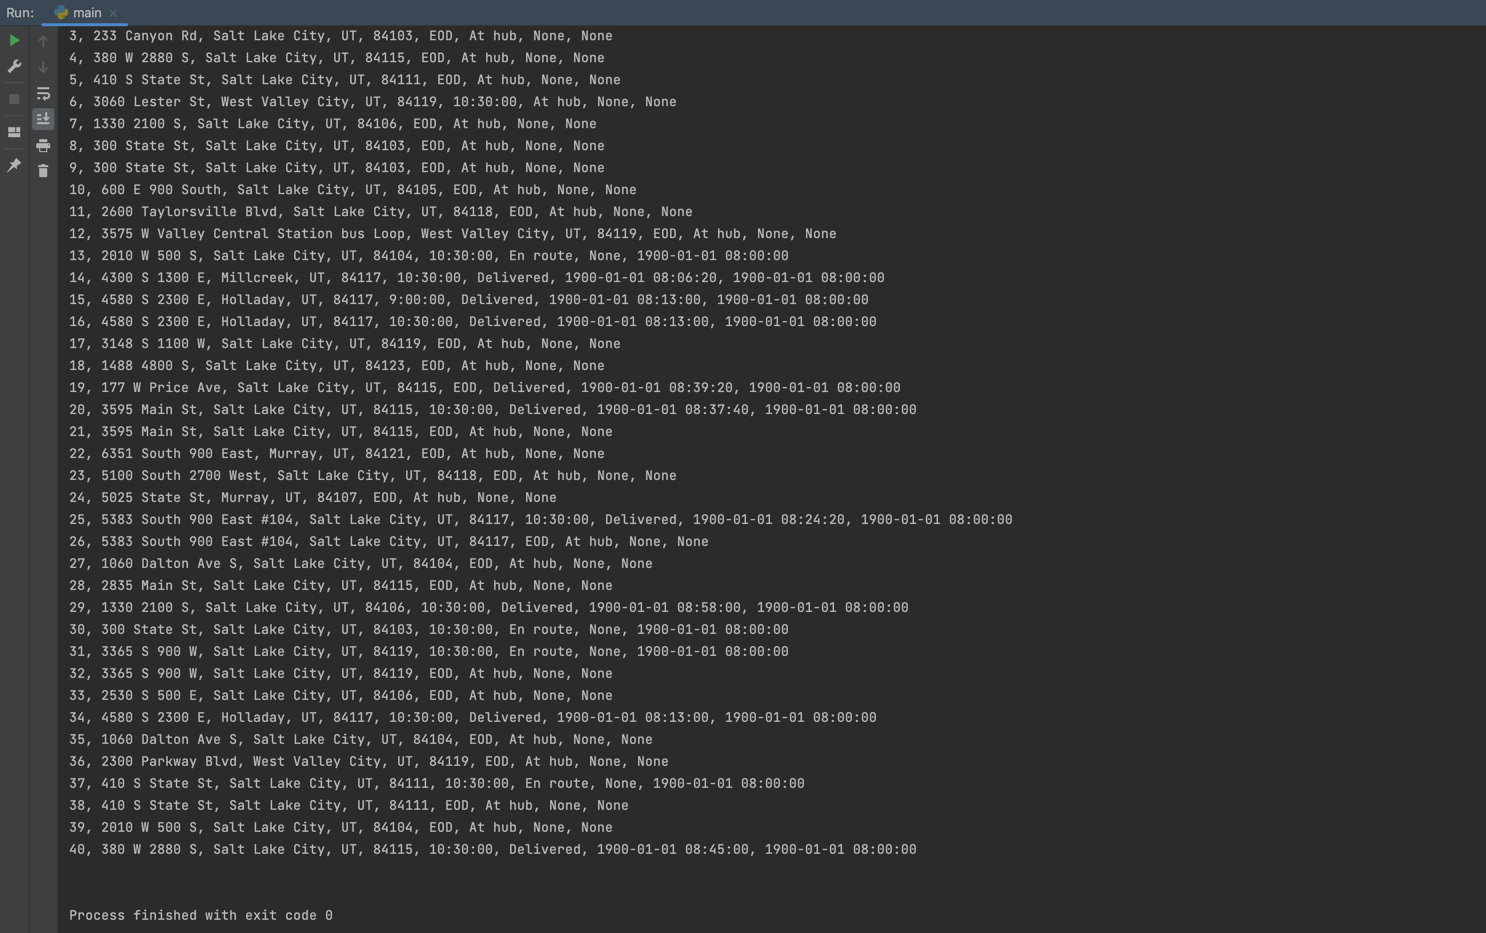 Run: main
3, 233 Canyon Rd, Salt Lake City, UT, 84103, EOD, At hub, None, None
4, 380 W 2880 S, Salt Lake City, UT, 84115, EOD, At hub, None, None
5, 410 S State St, Salt Lake City, UT, 84111, EOD, At hub, None, None
6, 3060 Lester St, West Valley City, UT, 84119, 10:30:00, At hub, None, None
7, 1330 2100 S, Salt Lake City, UT, 84106, EOD, At hub, None, None
8, 300 State St, Salt Lake City, UT, 84103, EOD, At hub, None, None
9, 300 State St, Salt Lake City, UT, 84103, EOD, At hub, None, None
10, 600 E 900 South, Salt Lake City, UT, 84105, EOD, At hub, None, None
11, 2600 Taylorsville Blvd, Salt Lake City, UT, 84118, EOD, At hub, None, None
12, 3575 W Valley Central Station bus Loop, West Valley City, UT, 84119, EOD, At hub, None, None
13, 2010 W 500 S, Salt Lake City, UT, 84104, 10:30:00, En route, None, 1900-01-01 08:00:00
14, 4300 S 1300 E, Millcreek, UT, 84117, 10:30:00, Delivered, 1900-01-01 08:06:20, 1900-01-01 08:00:00
15, 4580 S 2300 E, Holladay, UT, 84117, 9:00:00, Delivered, 1900-01-01 08:13:00, 1900-01-01 08:00:00
16, 4580 S 2300 E, Holladay, UT, 84117, 10:30:00, Delivered, 1900-01-01 08:13:00, 1900-01-01 08:00:00
17, 3148 S 1100 W, Salt Lake City, UT, 84119, EOD, At hub, None, None
18, 1488 4800 S, Salt Lake City, UT, 84123, EOD, At hub, None, None
19, 177 W Price Ave, Salt Lake City, UT, 84115, EOD, Delivered, 1900-01-01 08:39:20, 1900-01-01 08:00:00
20, 3595 Main St, Salt Lake City, UT, 84115, 10:30:00, Delivered, 1900-01-01 08:37:40, 1900-01-01 08:00:00
21, 3595 Main St, Salt Lake City, UT, 84115, EOD, At hub, None, None
22, 6351 South 900 East, Murray, UT, 84121, EOD, At hub, None, None
23, 5100 South 2700 West, Salt Lake City, UT, 84118, EOD, At hub, None, None
24, 5025 State St, Murray, UT, 84107, EOD, At hub, None, None
25, 5383 South 900 East #104, Salt Lake City, UT, 84117, 10:30:00, Delivered, 1900-01-01 08:24:20, 1900-01-01 08:00:00
26, 5383 South 900 East #104, Salt Lake City, UT, 84117, EOD, At hub, None, None
27, 1060 Dalton Ave S, Salt Lake City, UT, 84104, EOD, At hub, None, None
28, 2835 Main St, Salt Lake City, UT, 84115, EOD, At hub, None, None
29, 1330 2100 S, Salt Lake City, UT, 84106, 10:30:00, Delivered, 1900-01-01 08:58:00, 1900-01-01 08:00:00
30, 300 State St, Salt Lake City, UT, 84103, 10:30:00, En route, None, 1900-01-01 08:00:00
31, 3365 S 900 W, Salt Lake City, UT, 84119, 10:30:00, En route, None, 1900-01-01 08:00:00
32, 3365 S 900 W, Salt Lake City, UT, 84119, EOD, At hub, None, None
33, 2530 S 500 E, Salt Lake City, UT, 84106, EOD, At hub, None, None
34, 4580 S 2300 E, Holladay, UT, 84117, 10:30:00, Delivered, 1900-01-01 08:13:00, 1900-01-01 08:00:00
35, 1060 Dalton Ave S, Salt Lake City, UT, 84104, EOD, At hub, None, None
36, 2300 Parkway Blvd, West Valley City, UT, 84119, EOD, At hub, None, None
37, 410 S State St, Salt Lake City, UT, 84111, 10:30:00, En route, None, 1900-01-01 08:00:00
38, 410 S State St, Salt Lake City, UT, 84111, EOD, At hub, None, None
39, 2010 W 500 S, Salt Lake City, UT, 84104, EOD, At hub, None, None
40, 380 W 2880 S, Salt Lake City, UT, 84115, 10:30:00, Delivered, 1900-01-01 08:45:00, 1900-01-01 08:00:00
Process finished with exit code 0